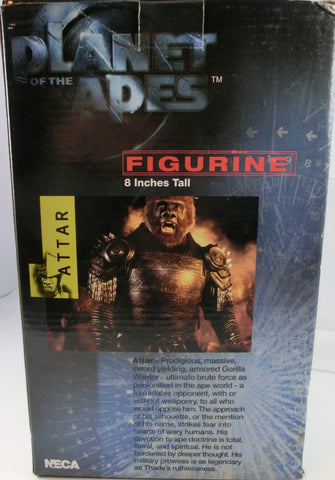 PLANET
OF THE APES™
FIGURINE
8 Inches Tall
ATTAR
Attar - Prodigious, massive,
sword yielding, armored Gorilla
Warrior - ultimate brute force as
personified in the ape world - a
formidable opponent, with or
without weaponry, to all who
would oppose him. The approach
of his silhouette, or the mention
of his name, strikes fear into
hearts of wary humans. His
devotion to ape doctrine is total,
literal, and spiritual. He is not
burdened by deeper thought. His
military prowess is as legendary
as Thade's ruthlessness.
NECA